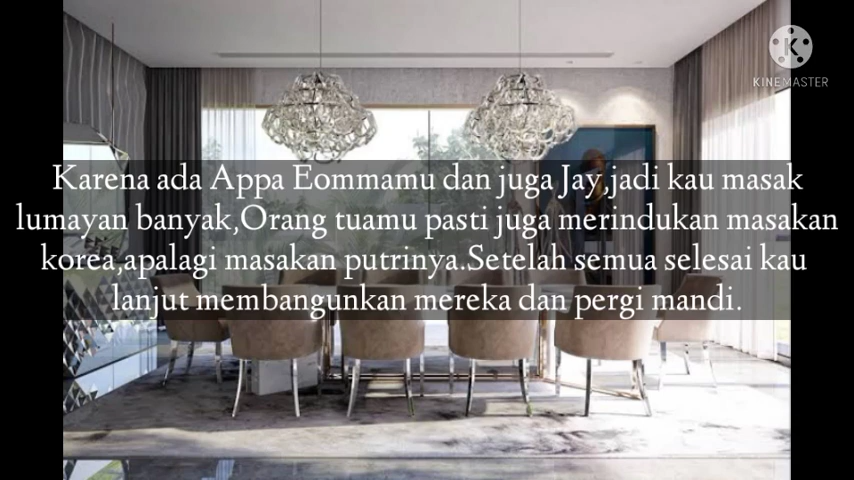 KINEMASTER
Karena ada Appa Eommamu dan juga Jay,jadi kau masak
lumayan banyak,Orang tuamu pasti juga merindukan masakan
korea,apalagi masakan putrinya..Setelah semua selesai kau
lanjut membangunkan mereka dan pergi mandi.